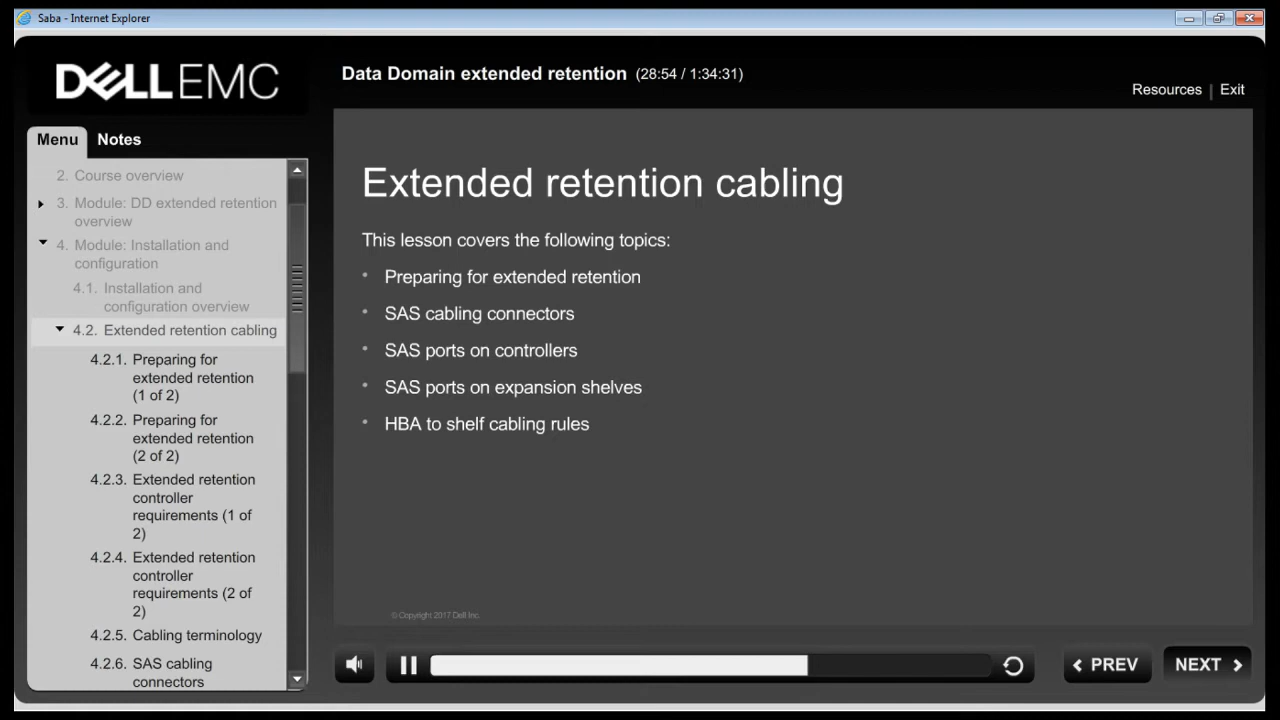 Saba - Internet Explorer
DELLEMC
Data Domain extended retention (28:54 / 1:34:31)
Resources | Exit
Menu
Notes
2. Course overview
3. Module: DD extended retention
overview
4. Module: Installation and
configuration
4.1. Installation and
configuration overview
4.2. Extended retention cabling
4.2.1. Preparing for
extended retention
(1 of 2)
4.2.2. Preparing for
extended retention
(2 of 2)
4.2.3. Extended retention
controller
requirements (1 of
2)
4.2.4. Extended retention
controller
requirements (2 of
2)
4.2.5. Cabling terminology
4.2.6. SAS cabling
connectors
Extended retention cabling
This lesson covers the following topics:
• Preparing for extended retention
• SAS cabling connectors
• SAS ports on controllers
• SAS ports on expansion shelves
• HBA to shelf cabling rules
© Copyright 2017 Dell Inc.
PREV
NEXT